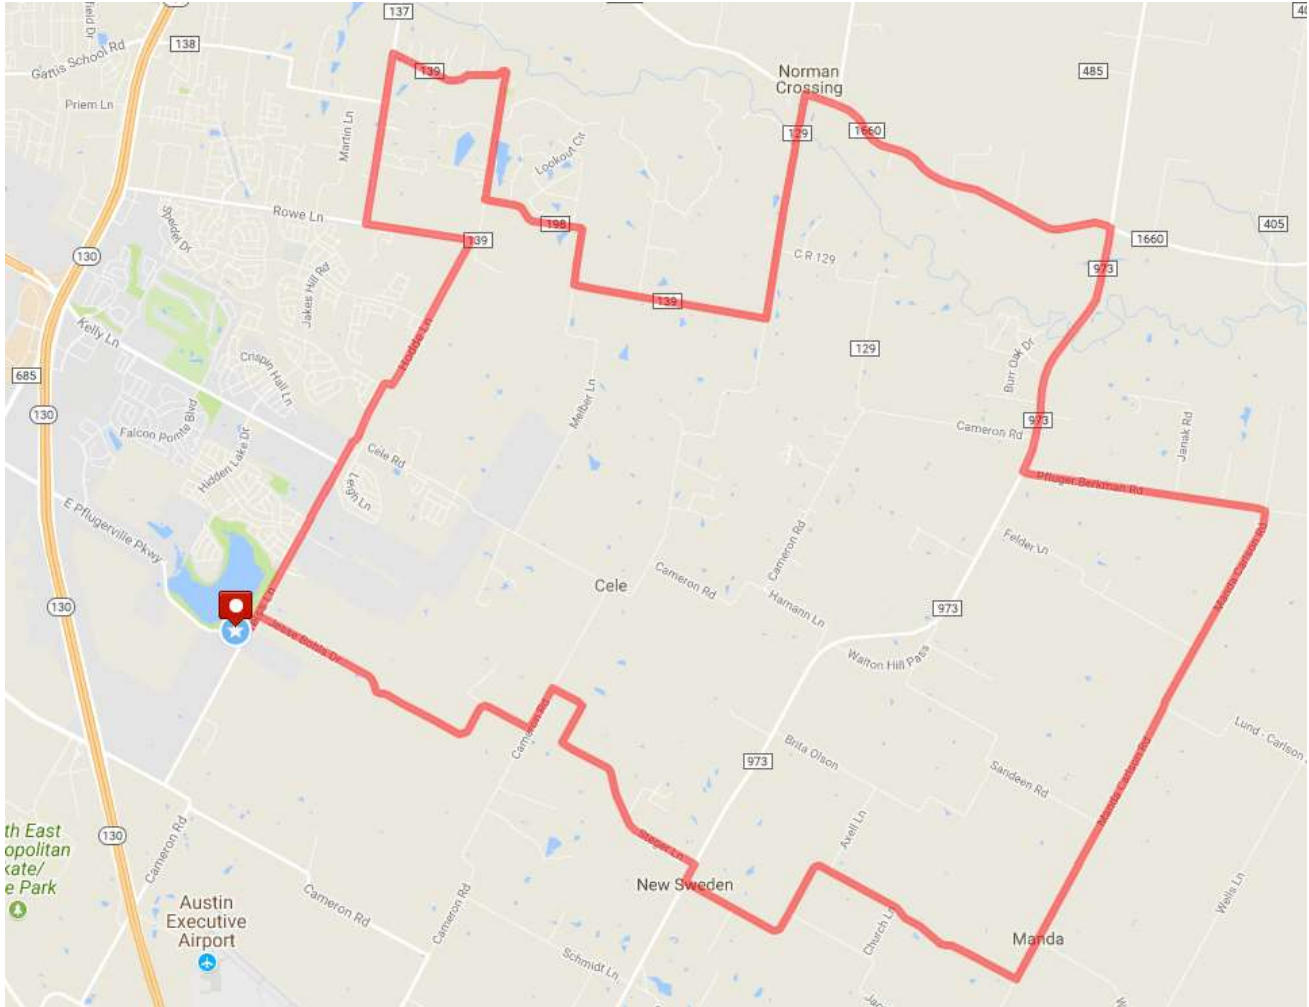 137
138
Gattis School Rd
Priem Ln
Martin Ln
139
Norman
Crossing
485
129
1660
Lookout Cir
Rowe Ln
198
139
1660
405
Speidel Dr
130
C R 129
973
Jakes Hill Rd
139
Hodde Ln
Kelly Ln
129
Burr Oak Dr
Crispin Hall Ln
685
Melber Ln
130
Falcon Pointe Blvd
Cameron Rd
973
Janak Rd
Hidden Lake Dr
Cele Rd
Leigh Ln
Pfluger Berkman Rd
E Pflugerville Pkwy
Felder Ln
Cameron Rd
Manda Carlson Rd
Cele
Cameron Rd
130
973
Hamann Ln
Jesse Bohls Dr
Walton Hill Pass
Cameron Rd
Lund - Carlson
Brita Olson
973
Sandeen Rd
Manda Carlson Rd
130
th East
opolitan
kate/
e Park
Cameron Rd
Axell Ln
Steger Ln
New Sweden
Wells Ln
Austin
Executive
Airport
Cameron Rd
Cameron Rd
Church Ln
Manda
Schmidt Ln